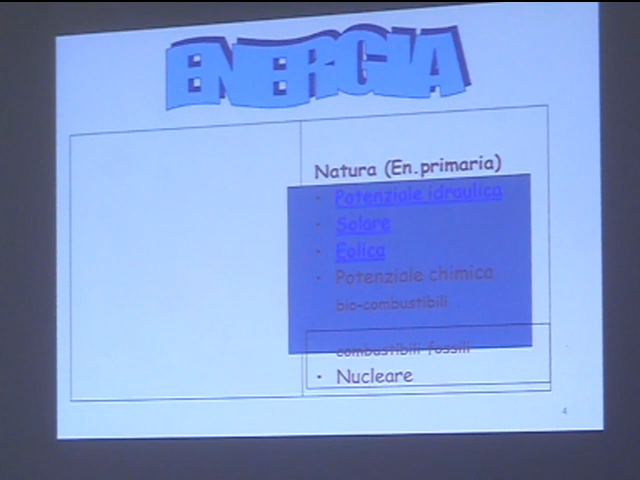 ENERGIA
Natura (En.primaria)
• Potenziale idraulica
• Solare
• Eolica
• Potenziale chimica
bio-combustibili
combustibili fossili
• Nucleare
4